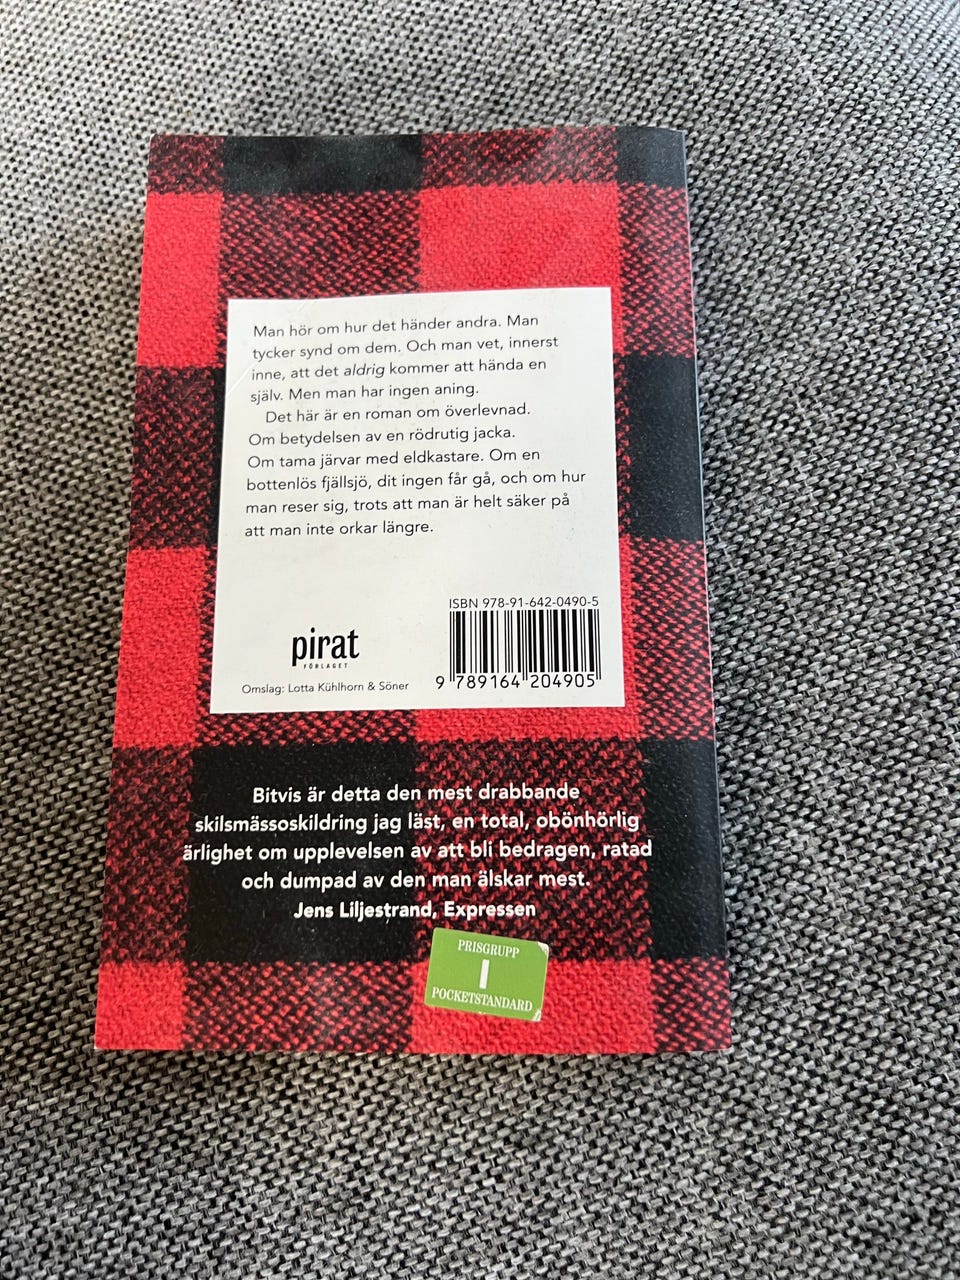 Man hör om hur det händer andra. Man
tycker synd om dem. Och man vet, innerst
inne, att det aldrig kommer att hända en
själv. Men man har ingen aning.
Det här är en roman om överlevnad.
Om betydelsen av en rödrutig jacka.
Om tama järvar med eldkastare. Om en
bottenlös fjällsjö, dit ingen får gå, och om hur
man reser sig, trots att man är helt säker på
att man inte orkar längre.
pirat
FÖRLAGET
Omslag: Lotta Kühlhorn & Söner
ISBN 978-91-642-0490-5
9 789164 204905
Bitvis är detta den mest drabbande
skilsmässoskildring jag läst, en total, obönhörlig
ärlighet om upplevelsen av att bli bedragen, ratad
och dumpad av den man älskar mest.
Jens Liljestrand, Expressen
PRISGRUPP
1
POCKETSTANDARD